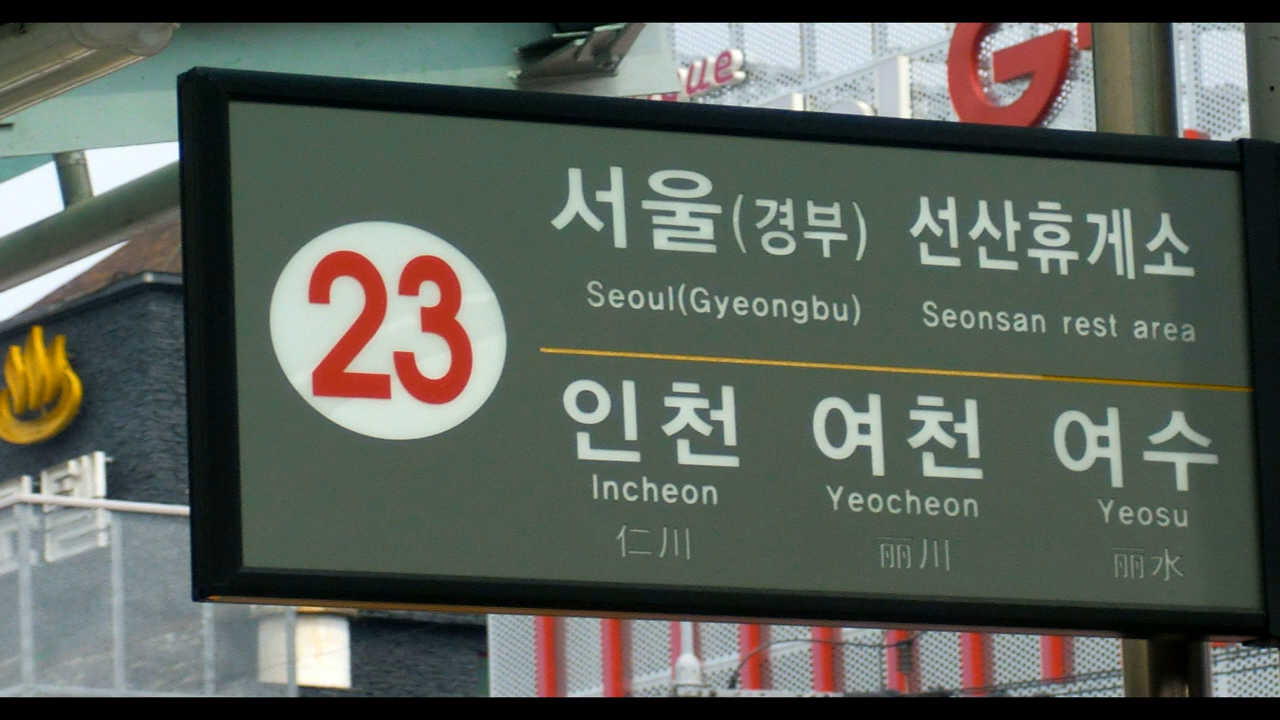 ue
G
23
서울(경부) 선산휴게소
Seoul(Gyeongbu) Seonsan rest area
인천 여천 여수
Incheon Yeocheon Yeosu
仁川 丽川 丽水